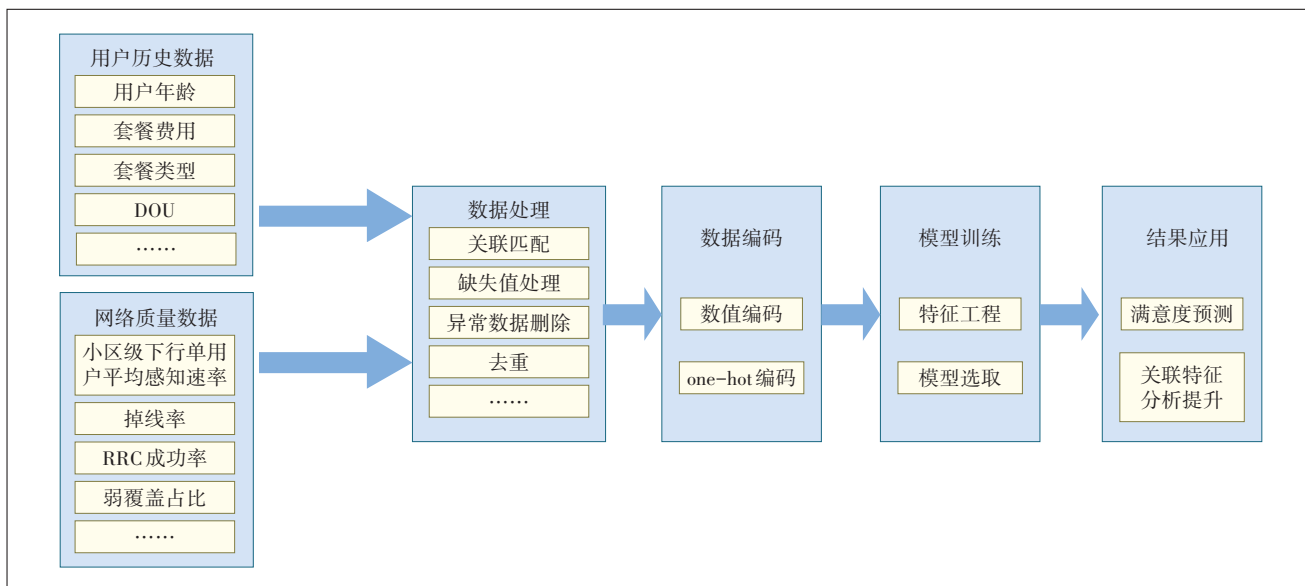 用户历史数据
用户年龄
套餐费用
套餐类型
DOU
……
网络质量数据
小区级下行单用
户平均感知速率
掉线率
RRC成功率
弱覆盖占比
……
数据处理
关联匹配
缺失值处理
异常数据删除
去重
……
数据编码
数值编码
one-hot编码
模型训练
特征工程
模型选取
结果应用
满意度预测
关联特征
分析提升